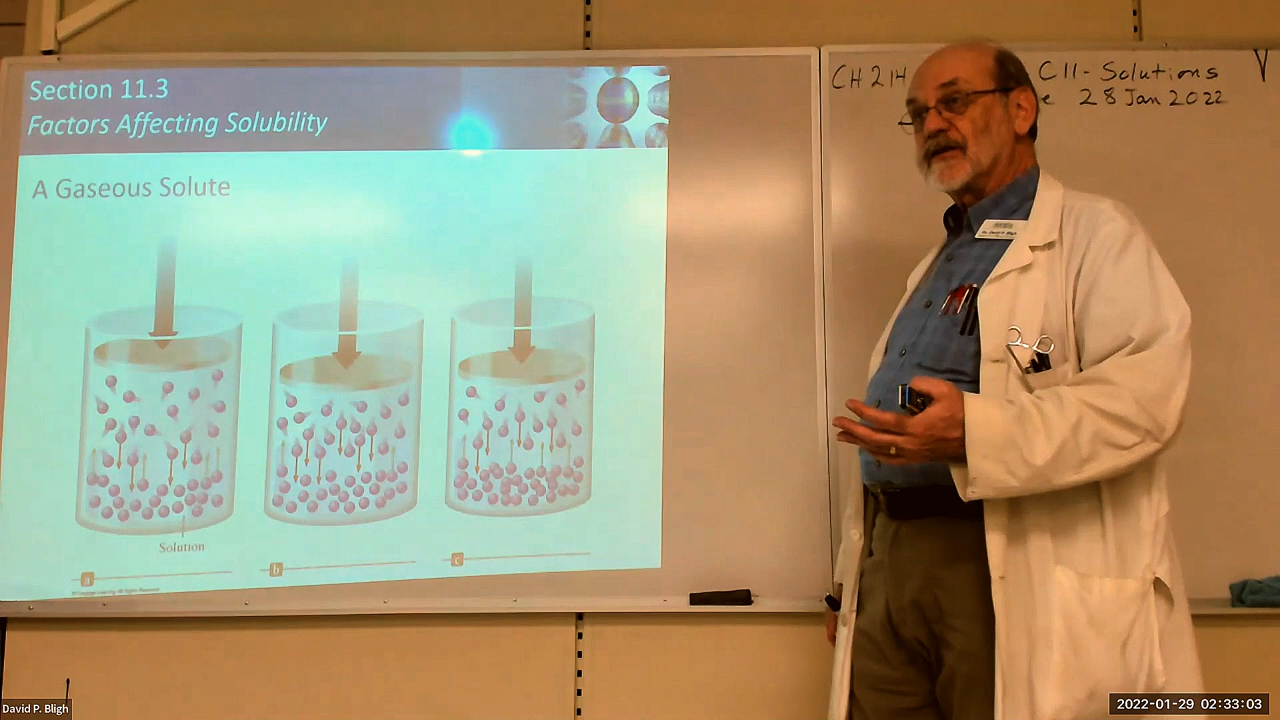 Section 11.3
Factors Affecting Solubility
A Gaseous Solute
Solution
a
b
c
CH 214 C11 - Solutions
e 28 Jan 2022
David P. Bligh
2022-01-29 02:33:03